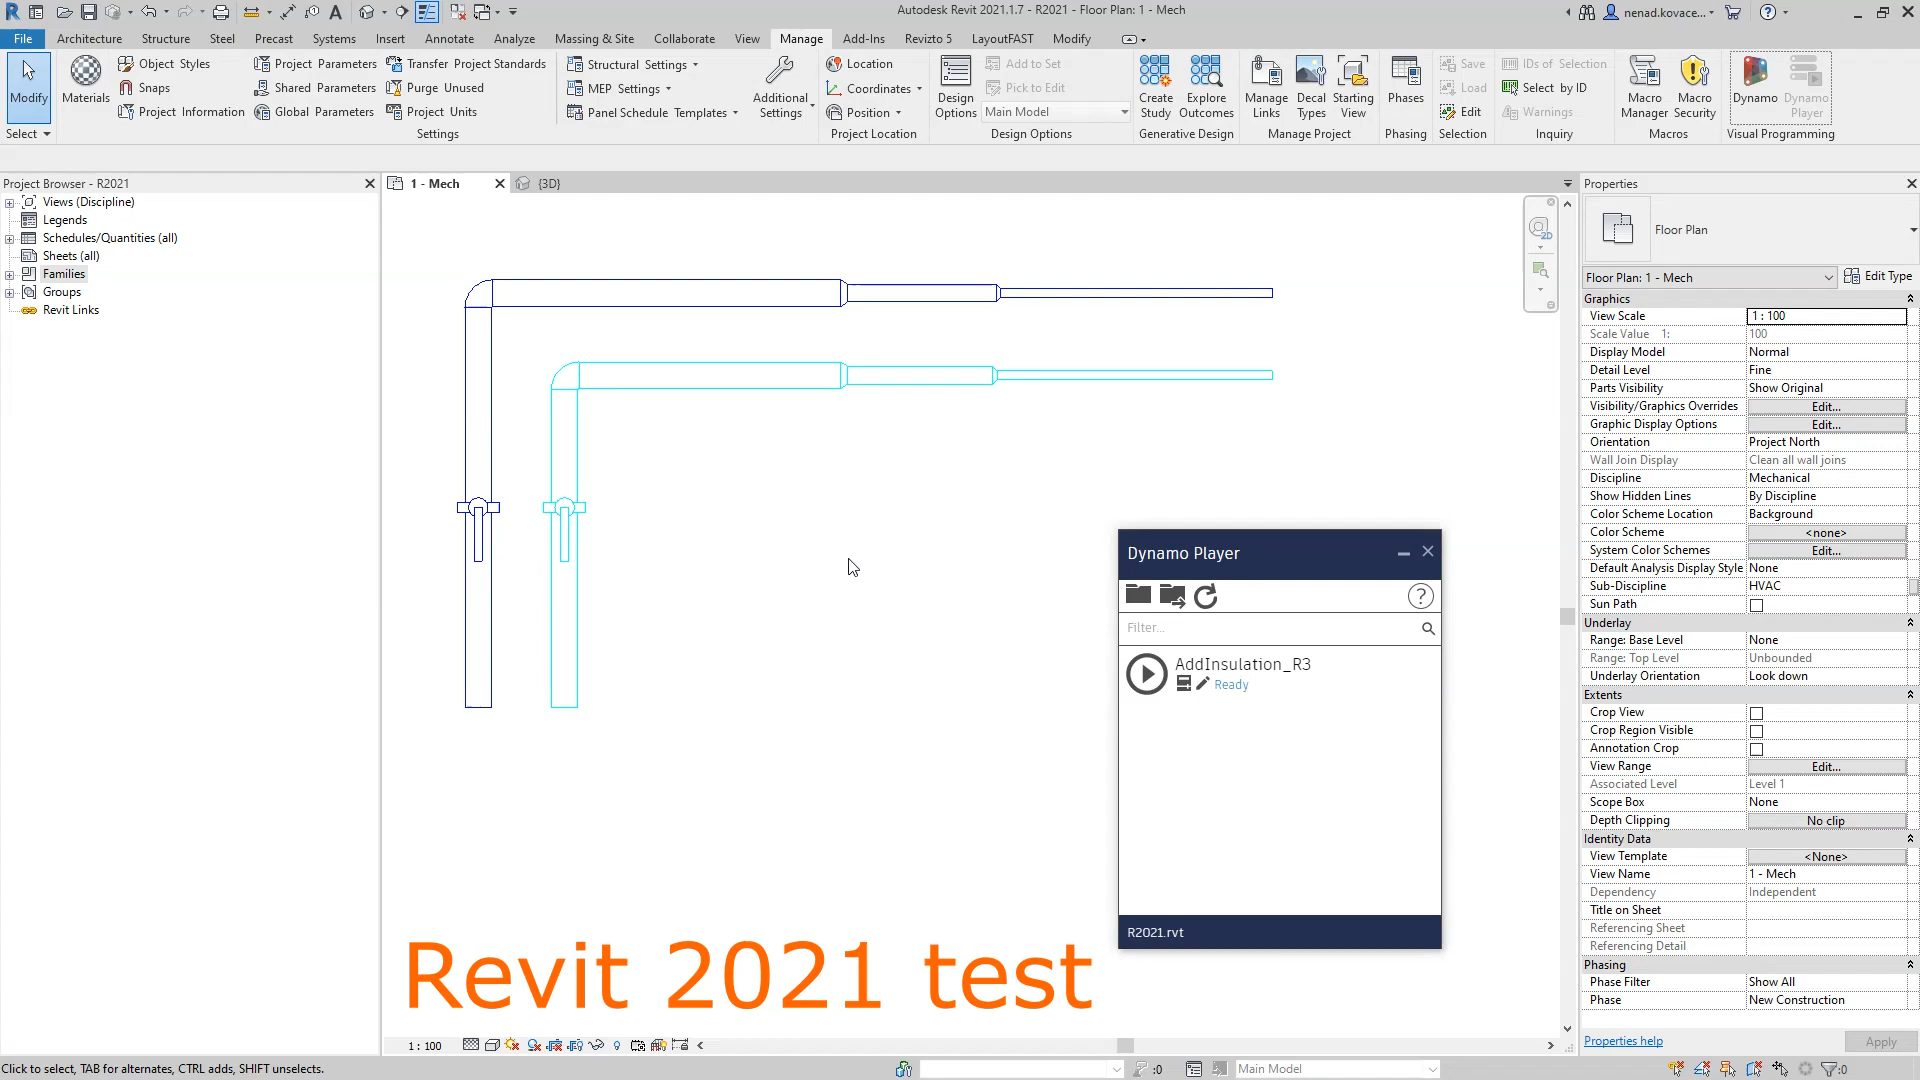 Autodesk Revit 2021.1.7 - R2021 - Floor Plan: 1 - Mech
nenad.kovace...
File Architecture Structure Steel Precast Systems Insert Annotate Analyze Massing & Site Collaborate View Manage Add-Ins Revizto 5 LayoutFAST Modify
Modify
Select
Materials
Object Styles
Snaps
Project Information
Project Parameters
Shared Parameters
Global Parameters
Transfer Project Standards
Purge Unused
Project Units
Settings
Structural Settings
MEP Settings
Panel Schedule Templates
Additional Settings
Location
Coordinates
Position
Project Location
Design Options
Add to Set
Pick to Edit
Main Model
Design Options
Create Study
Explore Outcomes
Generative Design
Manage Links
Decal Types
Starting View
Manage Project
Phases
Phasing
Save
Load
Edit
Selection
IDs of Selection
Select by ID
Warnings
Inquiry
Macro Manager
Macro Security
Macros
Dynamo
Dynamo Player
Visual Programming
Project Browser - R2021
Views (Discipline)
Legends
Schedules/Quantities (all)
Sheets (all)
Families
Groups
Revit Links
1 - Mech
{3D}
2D
Dynamo Player
Filter...
AddInsulation_R3
Ready
R2021.rvt
Revit 2021 test
Properties
Floor Plan
Floor Plan: 1 - Mech
Edit Type
Graphics
View Scale 1 : 100
Scale Value 1: 100
Display Model Normal
Detail Level Fine
Parts Visibility Show Original
Visibility/Graphics Overrides Edit...
Graphic Display Options Edit...
Orientation Project North
Wall Join Display Clean all wall joins
Discipline Mechanical
Show Hidden Lines By Discipline
Color Scheme Location Background
Color Scheme <none>
System Color Schemes Edit...
Default Analysis Display Style None
Sub-Discipline HVAC
Sun Path
Underlay
Range: Base Level None
Range: Top Level Unbounded
Underlay Orientation Look down
Extents
Crop View
Crop Region Visible
Annotation Crop
View Range Edit...
Associated Level Level 1
Scope Box None
Depth Clipping No clip
Identity Data
View Template <None>
View Name 1 - Mech
Dependency Independent
Title on Sheet
Referencing Sheet
Referencing Detail
Phasing
Phase Filter Show All
Phase New Construction
Properties help
Apply
1 : 100
Click to select, TAB for alternates, CTRL adds, SHIFT unselects.
:0
Main Model
:0